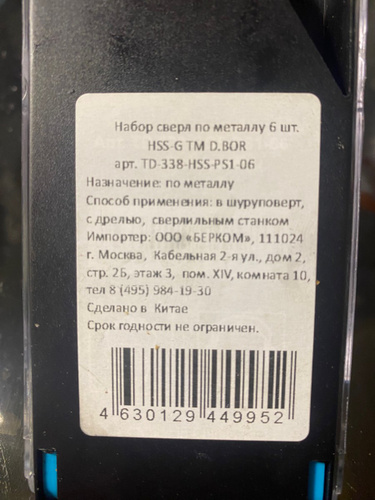 Набор сверл по металлу 6 шт.
HSS-G TM D.BOR
арт. TD-338-HSS-PS1-06
Назначение: по металлу
Способ применения: в шуруповерт,
с дрелью, сверлильным станком
Импортер: ООО «БЕРКОМ», 111024
г. Москва, Кабельная 2-я ул., дом 2,
стр. 2Б, этаж 3, пом. XIV, комната 10,
тел 8 (495) 984-19-30
Сделано в Китае
Срок годности не ограничен.
4 630129 449952